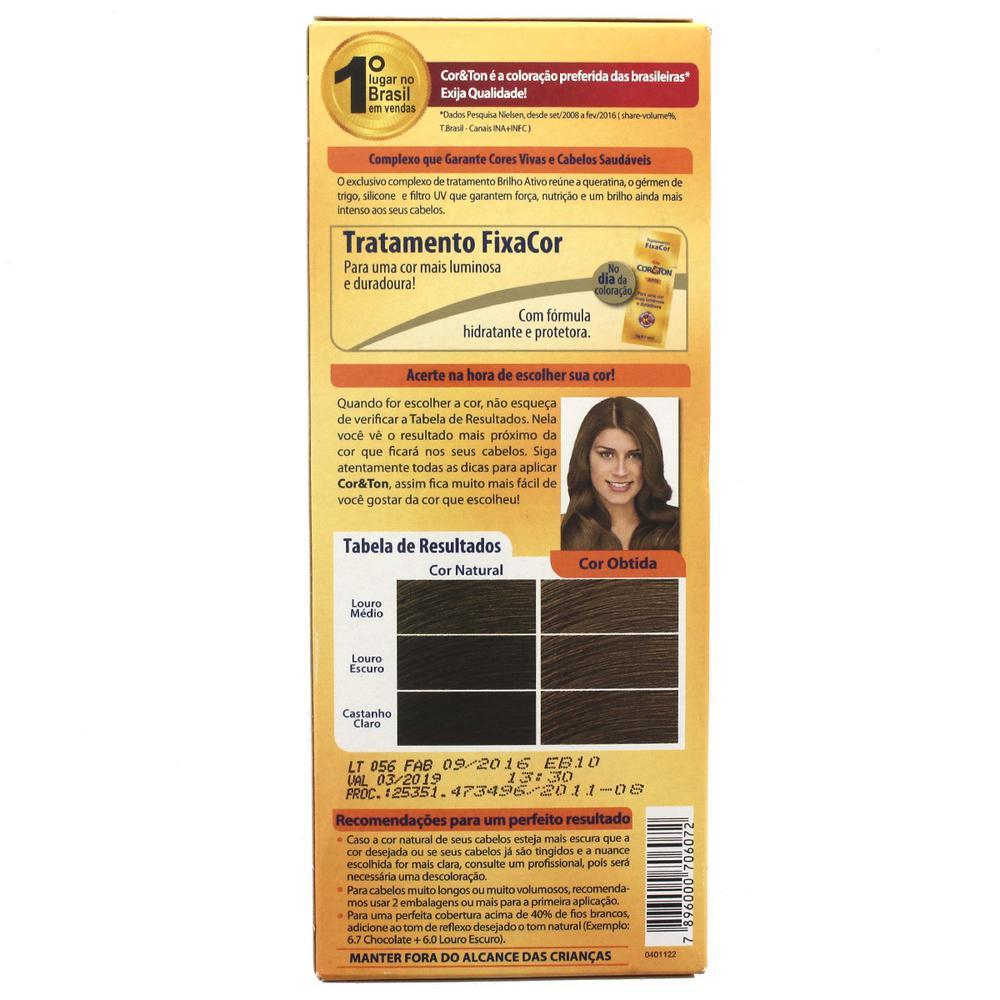 1º
lugar no
Brasil
em vendas
Cor&Ton é a coloração preferida das brasileiras*
Exija Qualidade!
*Dados Pesquisa Nielsen, desde set/2008 a fev/2016 ( share-volume%,
T.Brasil - Canais INA+INFC )
Complexo que Garante Cores Vivas e Cabelos Saudáveis
O exclusivo complexo de tratamento Brilho Ativo reúne a queratina, o gérmen de
trigo, silicone e filtro UV que garantem força, nutrição e um brilho ainda mais
intenso aos seus cabelos.
Tratamento FixaCor
Para uma cor mais luminosa
e duradoura!
No
dia da
coloração
Com fórmula
hidratante e protetora.
Tratamento
FixaCor
COR&TON
Para uma cor
mais luminosa
e duradoura
Acerte na hora de escolher sua cor!
Quando for escolher a cor, não esqueça
de verificar a Tabela de Resultados. Nela
você vê o resultado mais próximo da
cor que ficará nos seus cabelos. Siga
atentamente todas as dicas para aplicar
Cor&Ton, assim fica muito mais fácil de
você gostar da cor que escolheu!
Tabela de Resultados
Cor Natural
Cor Obtida
Louro
Médio
Louro
Escuro
Castanho
Claro
LT 056 FAB 09/2016 EB10
VAL 03/2019 13:30
PROC.:25351.473496/2011-08
Recomendações para um perfeito resultado
• Caso a cor natural de seus cabelos esteja mais escura que a
cor desejada ou se seus cabelos já são tingidos e a nuance
escolhida for mais clara, consulte um profissional, pois será
necessária uma descoloração.
• Para cabelos muito longos ou muito volumosos, recomenda-
mos usar 2 embalagens ou mais para a primeira aplicação.
• Para uma perfeita cobertura acima de 40% de fios brancos,
adicione ao tom de reflexo desejado o tom natural (Exemplo:
6.7 Chocolate + 6.0 Louro Escuro).
MANTER FORA DO ALCANCE DAS CRIANÇAS
7 896000 706072
0401122